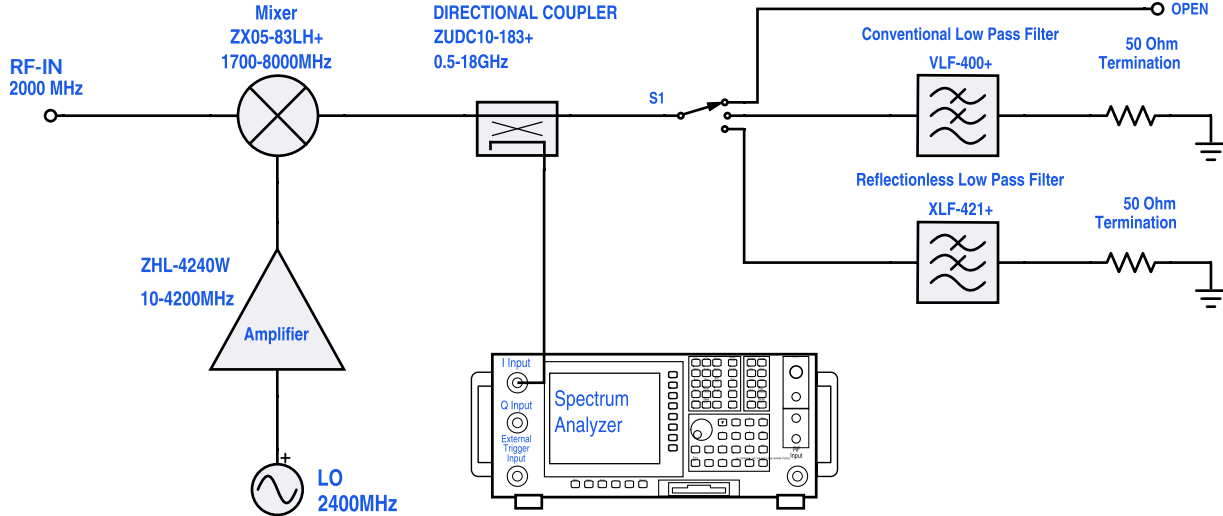 Mixer
ZX05-83LH+
1700-8000MHz
DIRECTIONAL COUPLER
ZUDC10-183+
0.5-18GHz
OPEN
RF-IN
2000 MHz
S1
Conventional Low Pass Filter
VLF-400+
50 Ohm
Termination
Reflectionless Low Pass Filter
XLF-421+
50 Ohm
Termination
ZHL-4240W
10-4200MHz
Amplifier
+
LO
2400MHz
I Input
Q Input
External
Trigger
Input
Spectrum
Analyzer
RF
Input